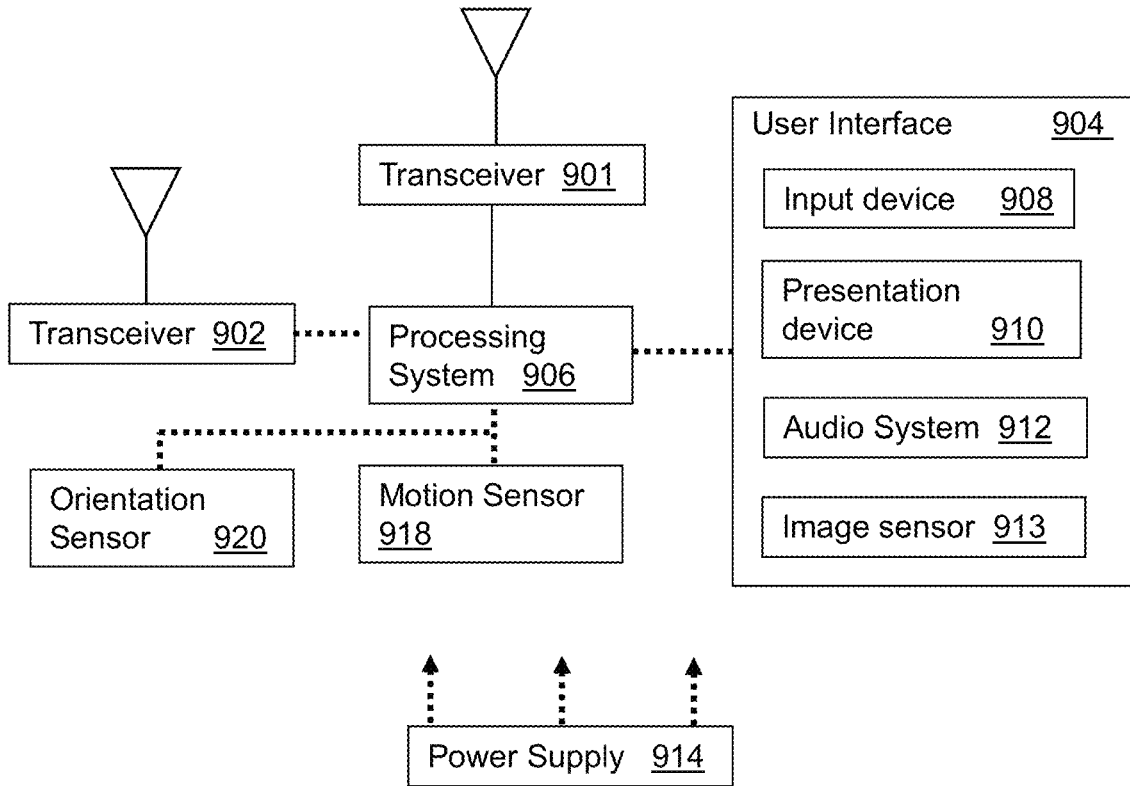 User Interface 904
Transceiver 901
Input device 908
Transceiver 902
Processing
System 906
Presentation
device 910
Audio System 912
Orientation
Sensor 920
Motion Sensor
918
Image sensor 913
Power Supply 914